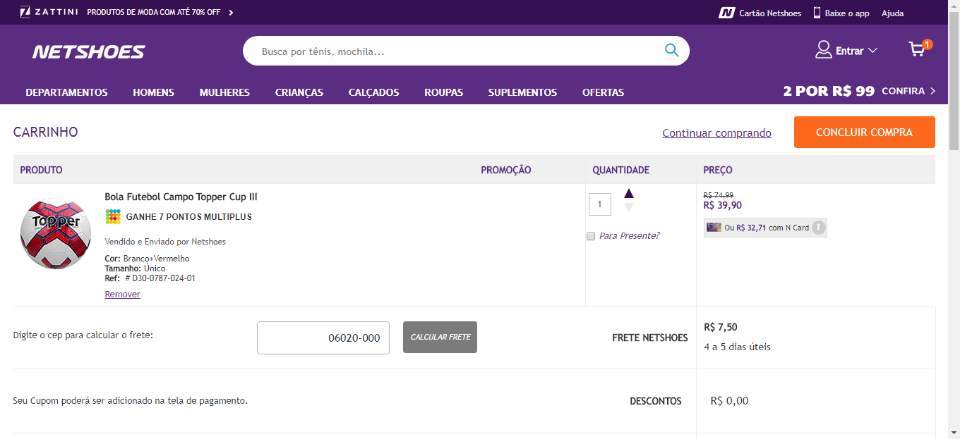 ZATTINI PRODUTOS DE MODA COM ATÉ 70% OFF
Cartão Netshoes Baixe o app Ajuda
NETSHOES
Busca por tênis, mochila...
Entrar
1
DEPARTAMENTOS HOMENS MULHERES CRIANÇAS CALÇADOS ROUPAS SUPLEMENTOS OFERTAS
2 POR R$ 99 CONFIRA
CARRINHO
Continuar comprando
CONCLUIR COMPRA
PRODUTO PROMOÇÃO QUANTIDADE PREÇO
Topper
Bola Futebol Campo Topper Cup III
GANHE 7 PONTOS MULTIPLUS
Vendido e Enviado por Netshoes
Cor: Branco+Vermelho
Tamanho: Único
Ref: # D30-0787-024-01
Remover
1
Para Presente?
R$ 74,99
R$ 39,90
Ou R$ 32,71 com N Card
Digite o cep para calcular o frete:
06020-000
CALCULAR FRETE
FRETE NETSHOES
R$ 7,50
4 a 5 dias úteis
Seu Cupom poderá ser adicionado na tela de pagamento.
DESCONTOS
R$ 0,00